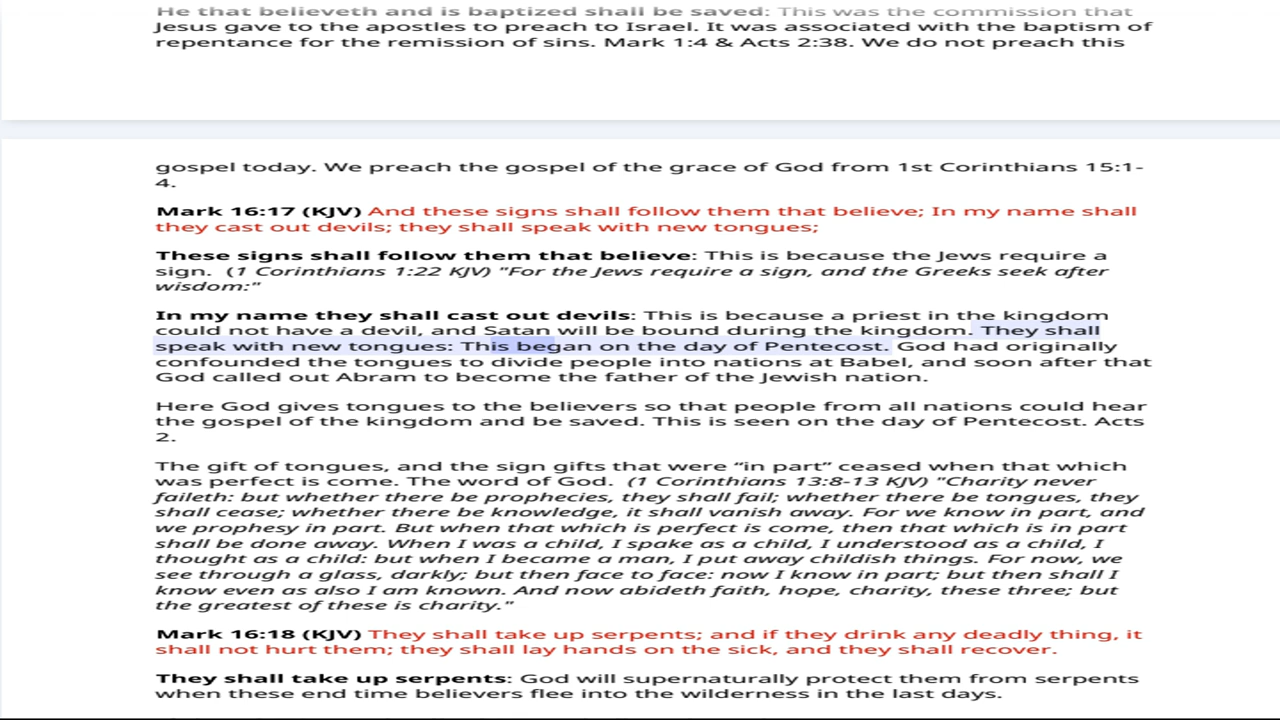 He that believeth and is baptized shall be saved: This was the commission that
Jesus gave to the apostles to preach to Israel. It was associated with the baptism of
repentance for the remission of sins. Mark 1:4 & Acts 2:38. We do not preach this
gospel today. We preach the gospel of the grace of God from 1st Corinthians 15:1-
4.
Mark 16:17 (KJV) And these signs shall follow them that believe; In my name shall
they cast out devils; they shall speak with new tongues;
These signs shall follow them that believe: This is because the Jews require a
sign. (1 Corinthians 1:22 KJV) "For the Jews require a sign, and the Greeks seek after
wisdom:"
In my name they shall cast out devils: This is because a priest in the kingdom
could not have a devil, and Satan will be bound during the kingdom. They shall
speak with new tongues: This began on the day of Pentecost. God had originally
confounded the tongues to divide people into nations at Babel, and soon after that
God called out Abram to become the father of the Jewish nation.
Here God gives tongues to the believers so that people from all nations could hear
the gospel of the kingdom and be saved. This is seen on the day of Pentecost. Acts
2.
The gift of tongues, and the sign gifts that were “in part” ceased when that which
was perfect is come. The word of God. (1 Corinthians 13:8-13 KJV) "Charity never
faileth: but whether there be prophecies, they shall fail; whether there be tongues, they
shall cease; whether there be knowledge, it shall vanish away. For we know in part, and
we prophesy in part. But when that which is perfect is come, then that which is in part
shall be done away. When I was a child, I spake as a child, I understood as a child, I
thought as a child: but when I became a man, I put away childish things. For now, we
see through a glass, darkly; but then face to face: now I know in part; but then shall I
know even as also I am known. And now abideth faith, hope, charity, these three; but
the greatest of these is charity."
Mark 16:18 (KJV) They shall take up serpents; and if they drink any deadly thing, it
shall not hurt them; they shall lay hands on the sick, and they shall recover.
They shall take up serpents: God will supernaturally protect them from serpents
when these end time believers flee into the wilderness in the last days.